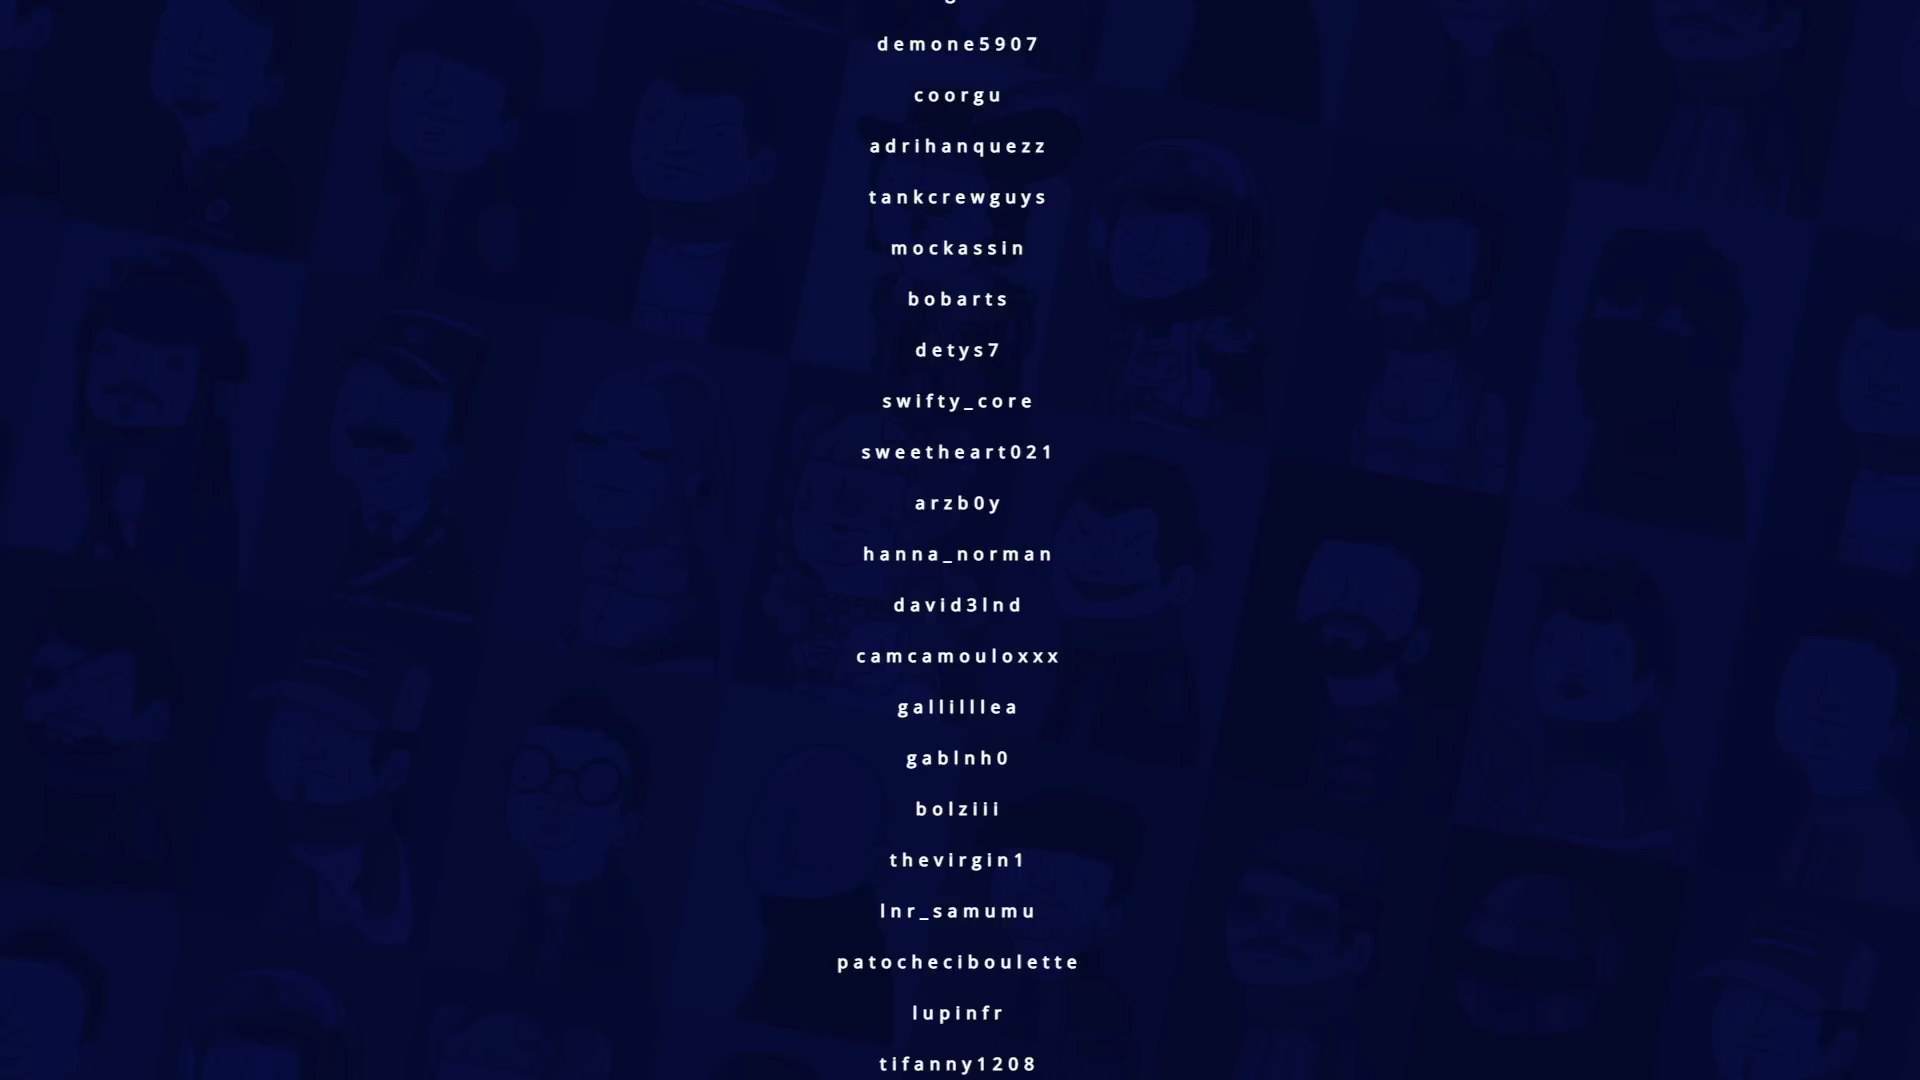 demone5907
coorgu
adrihanquezz
tankcrewguys
mockassin
bobarts
detys7
swifty_core
sweetheart021
arzb0y
hanna_norman
david3lnd
camcamouloxxx
gallilllea
gablnh0
bolziii
thevirgin1
lnr_samumu
patocheciboulette
lupinfr
tifanny1208